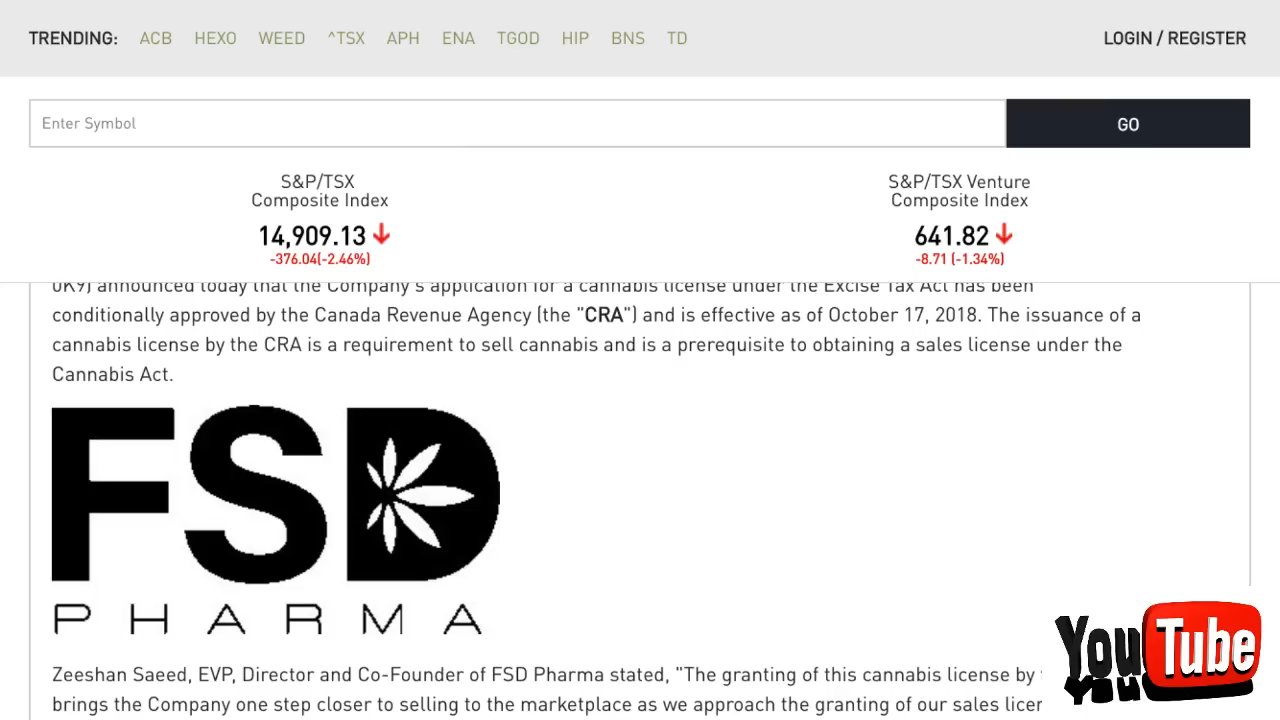 TRENDING: ACB HEXO WEED ^TSX APH ENA TGOD HIP BNS TD LOGIN / REGISTER
Enter Symbol GO
S&P/TSX
Composite Index
14,909.13
-376.04(-2.46%)
S&P/TSX Venture
Composite Index
641.82
-8.71 (-1.34%)
0K9) announced today that the Company's application for a cannabis license under the Excise Tax Act has been
conditionally approved by the Canada Revenue Agency (the "CRA") and is effective as of October 17, 2018. The issuance of a
cannabis license by the CRA is a requirement to sell cannabis and is a prerequisite to obtaining a sales license under the
Cannabis Act.
FSD
PHARMA
Zeeshan Saeed, EVP, Director and Co-Founder of FSD Pharma stated, "The granting of this cannabis license by
brings the Company one step closer to selling to the marketplace as we approach the granting of our sales
YouTube